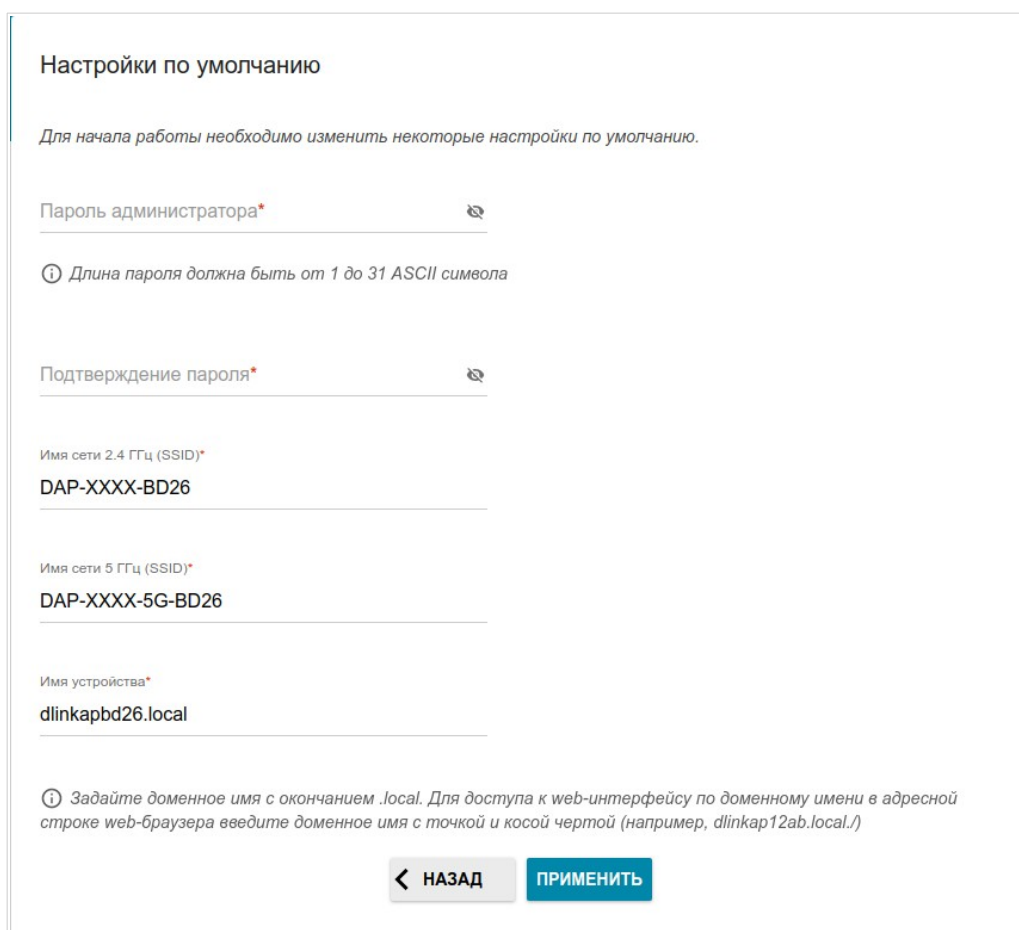 Настройки по умолчанию
Для начала работы необходимо изменить некоторые настройки по умолчанию.
Пароль администратора*
Длина пароля должна быть от 1 до 31 ASCII символа
Подтверждение пароля*
Имя сети 2.4 ГГц (SSID)*
DAP-XXXX-BD26
Имя сети 5 ГГц (SSID)*
DAP-XXXX-5G-BD26
Имя устройства*
dlinkapbd26.local
Задайте доменное имя с окончанием .local. Для доступа к web-интерфейсу по доменному имени в адресной
строке web-браузера введите доменное имя с точкой и косой чертой (например, dlinkap12ab.local./)
НАЗАД
ПРИМЕНИТЬ